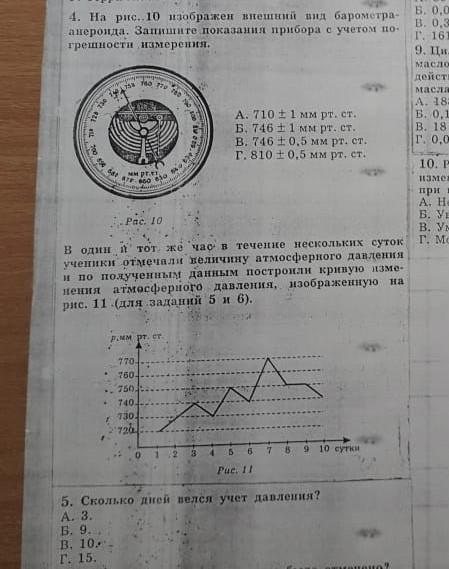 4. На рис. 10 изображен внешний вид барометра-
анероида. Запишите показания прибора с учетом по-
грешности измерения.
мм рт.ст
А. 710 ± 1 мм рт. ст.
Б. 746 ± 1 мм рт. ст.
В. 746 ± 0,5 мм рт. ст.
Г. 810 ± 0,5 мм рт. ст.
Рис. 10
В один и тот же час в течение нескольких суток
ученики отмечали величину атмосферного давления
и по полученным данным построили кривую изме-
нения атмосферного давления, изображенную на
рис. 11 (для заданий 5 и 6).
р,мм рт. ст.
770
760
750
740
730
720
0 1 2 3 4 5 6 7 8 9 10 сутки
Рис. 11
5. Сколько дней велся учет давления?
А. 3.
Б. 9.
В. 10.
Г. 15.
Б. 0,0
В. 0,3
Г. 161
9. Ци
масло
дейст
масла
А. 18
Б. 0,1
В. 18
Г. 0,0
10. Р
изме
при
А. Н
Б. Ув
В. Ум
Г. Мо